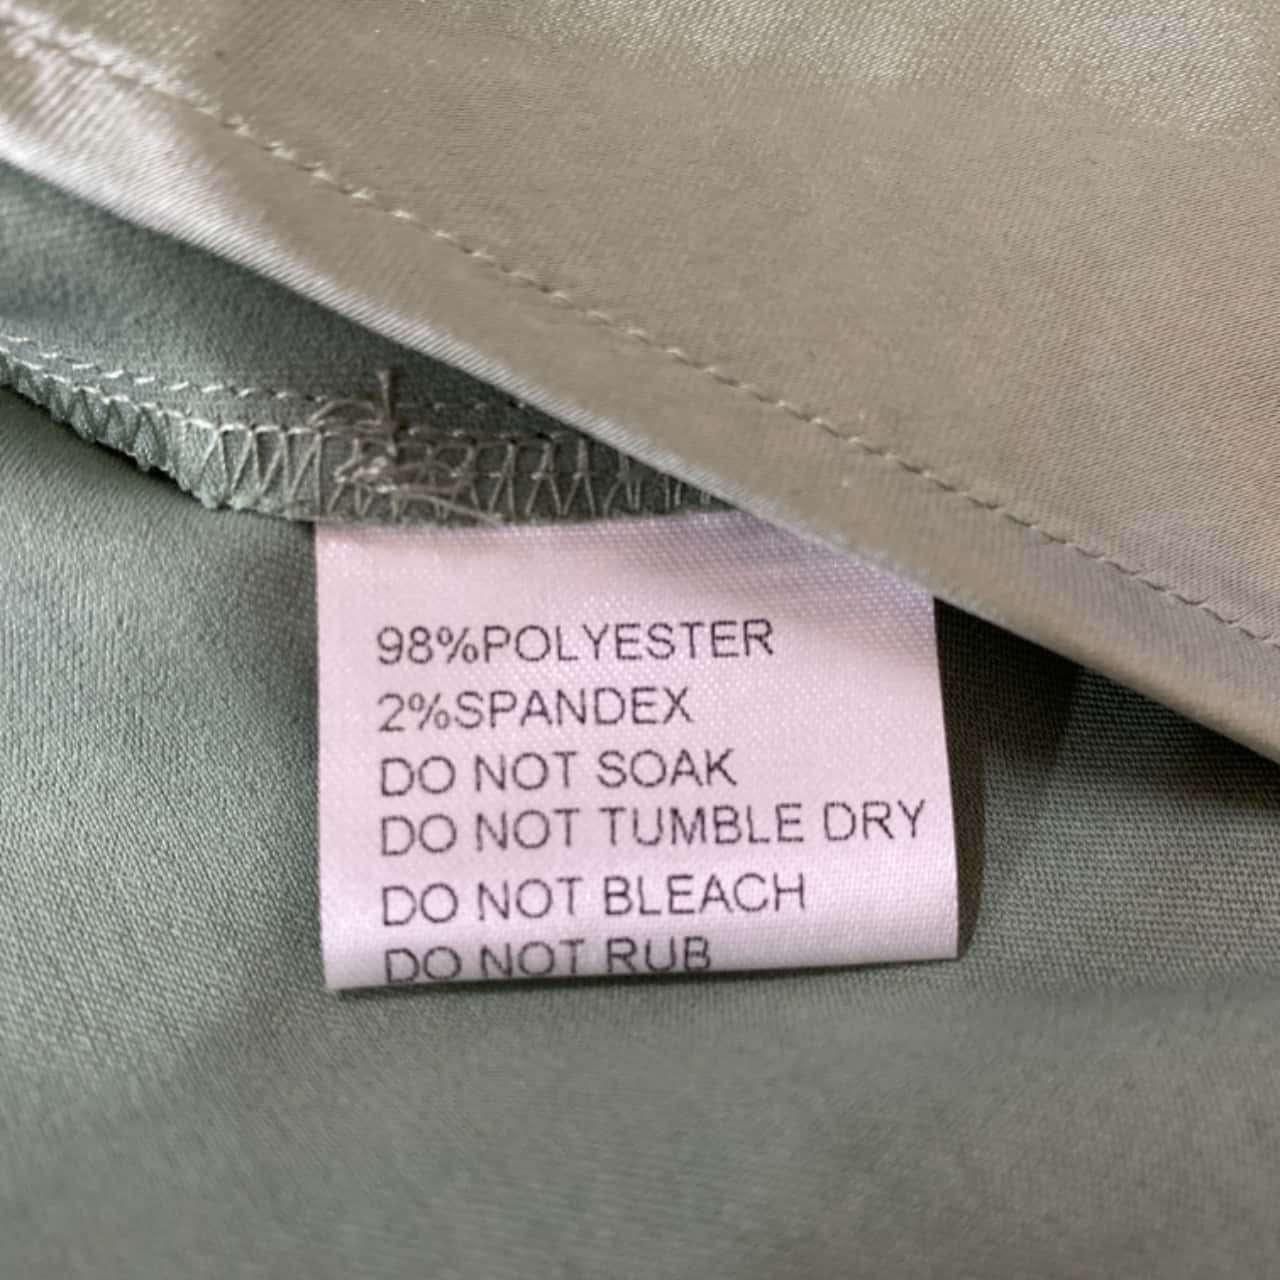 98%POLYESTER
2%SPANDEX
DO NOT SOAK
DO NOT TUMBLE DRY
DO NOT BLEACH
DO NOT RUB